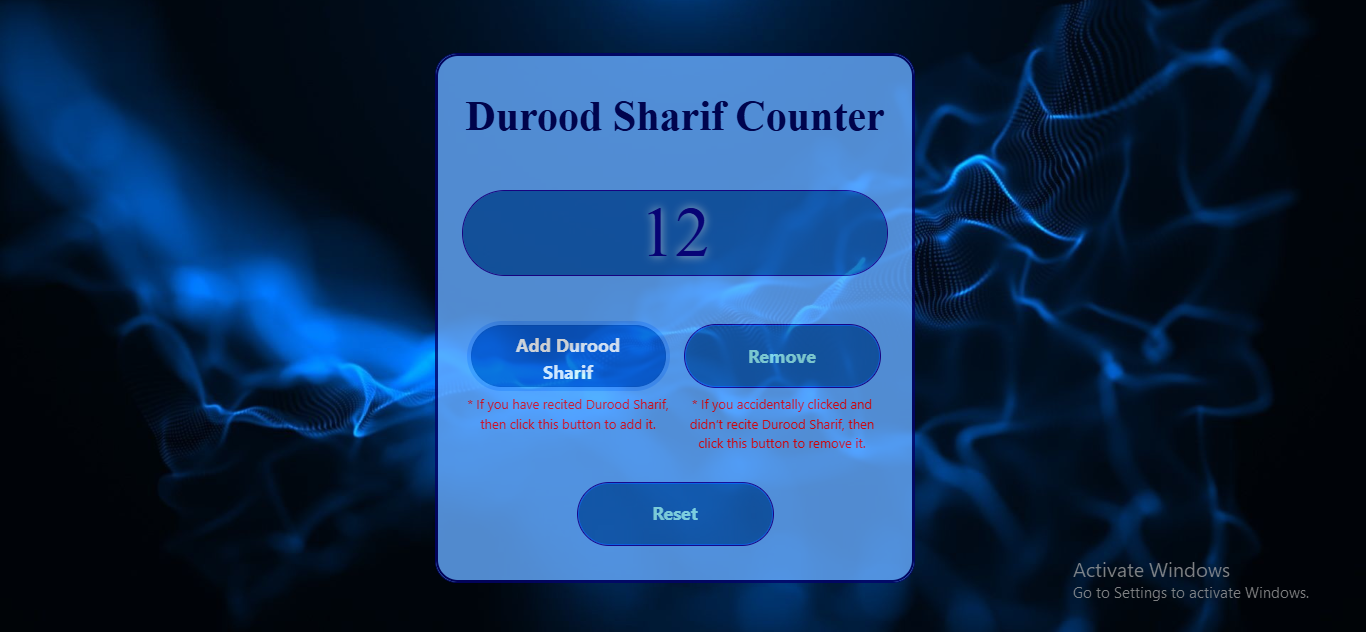 Durood Sharif Counter
12
Add Durood
Sharif
Remove
* If you have recited Durood Sharif,
then click this button to add it.
* If you accidentally clicked and
didn't recite Durood Sharif, then
click this button to remove it.
Reset
Activate Windows
Go to Settings to activate Windows.